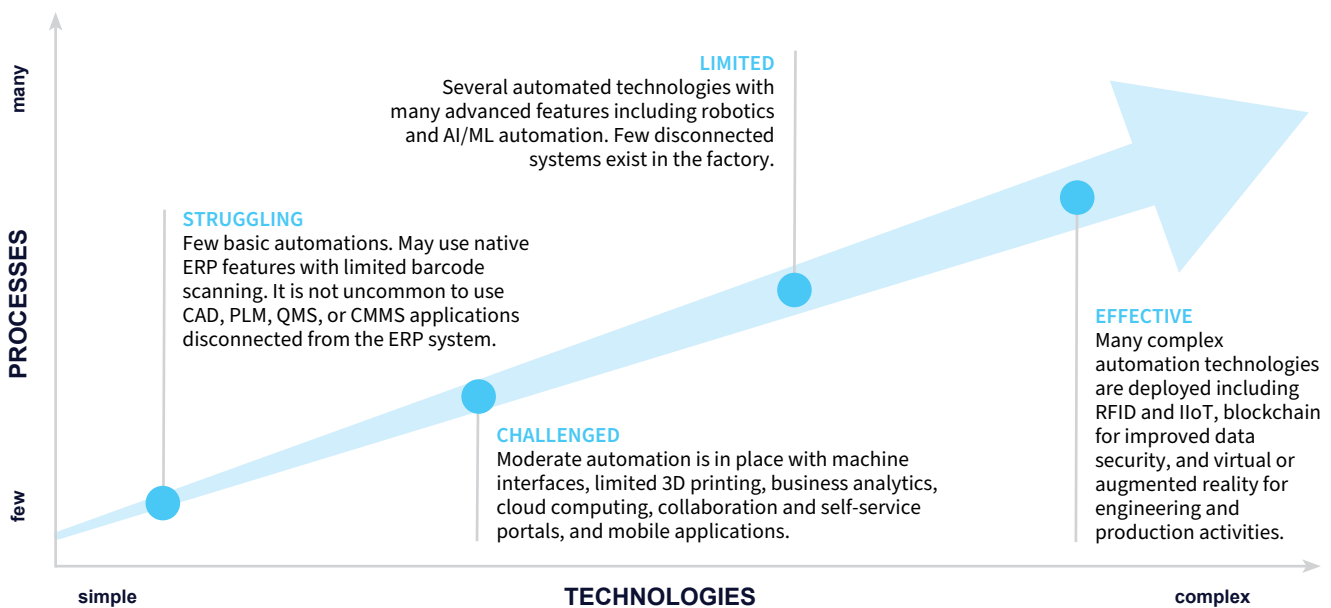 many
PROCESSES
few
LIMITED
Several automated technologies with
many advanced features including robotics
and AI/ML automation. Few disconnected
systems exist in the factory.
STRUGGLING
Few basic automations. May use native
ERP features with limited barcode
scanning. It is not uncommon to use
CAD, PLM, QMS, or CMMS applications
disconnected from the ERP system.
CHALLENGED
Moderate automation is in place with machine
interfaces, limited 3D printing, business analytics,
cloud computing, collaboration and self-service
portals, and mobile applications.
EFFECTIVE
Many complex
automation technologies
are deployed including
RFID and IIoT, blockchain
for improved data
security, and virtual or
augmented reality for
engineering and
production activities.
simple
TECHNOLOGIES
complex